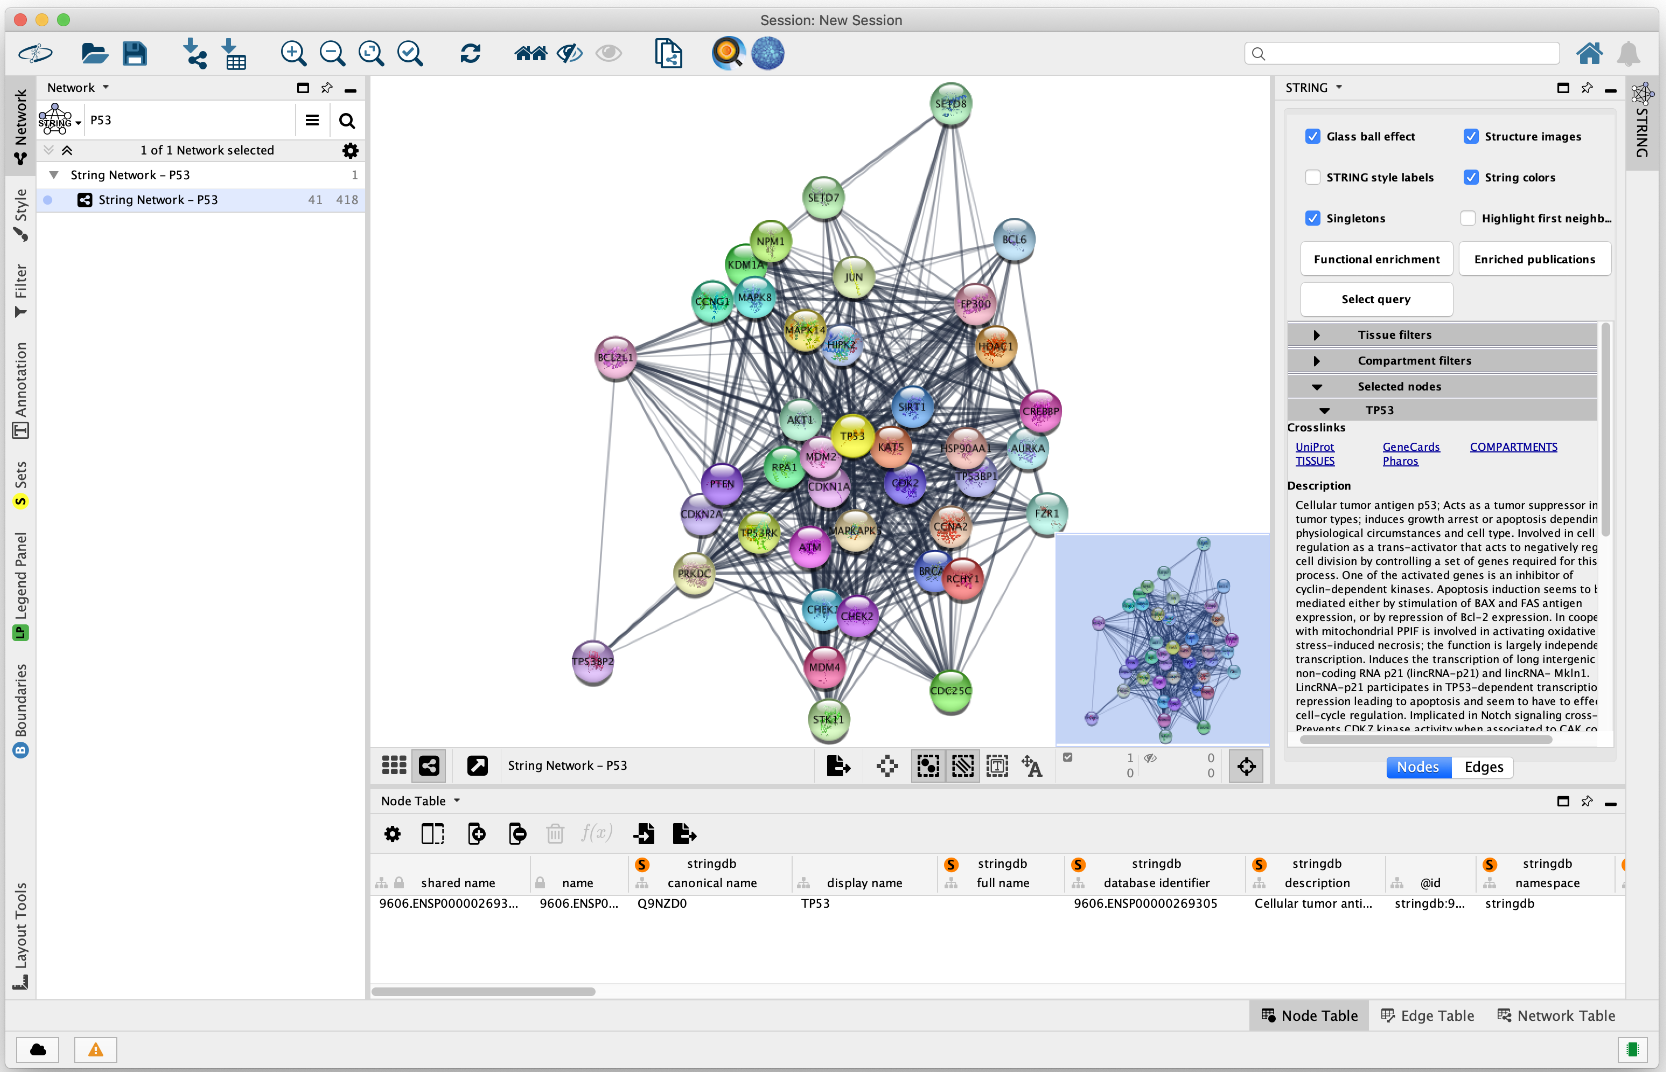 Session: New Session
Network
STRING
P53
1 of 1 Network selected
String Network - P53
1
String Network - P53
41
418
Network
Style
Filter
Annotation
Sets
Legend Panel
Boundaries
Layout Tools
SETD8
SETD7
NPM1
BCL6
KDM1A
JUN
CCNG1
MAPK8
EP300
MAPK14
HIPK2
HDAC1
BCL2L1
SIRT1
CREBBP
AKT1
TP53
KAT5
HSP90AA1
AURKA
MDM2
RPA1
TP53BP1
PTEN
CDKN1A
CDK2
CDKN2A
FZR1
TP53RK
MAPKAPK5
CCNA2
ATM
PRKDC
BRCA
RCHY1
CHEK1
CHEK2
TP53BP2
MDM4
CDC25C
STK11
String Network - P53
1
0
0
0
STRING
Glass ball effect
Structure images
STRING style labels
String colors
Singletons
Highlight first neighb...
Functional enrichment
Enriched publications
Select query
Tissue filters
Compartment filters
Selected nodes
TP53
Crosslinks
UniProt
GeneCards
COMPARTMENTS
TISSUES
Pharos
Description
Cellular tumor antigen p53; Acts as a tumor suppressor in
tumor types; induces growth arrest or apoptosis dependin
physiological circumstances and cell type. Involved in cell
regulation as a trans-activator that acts to negatively reg
cell division by controlling a set of genes required for this
process. One of the activated genes is an inhibitor of
cyclin-dependent kinases. Apoptosis induction seems to b
mediated either by stimulation of BAX and FAS antigen
expression, or by repression of Bcl-2 expression. In coope
with mitochondrial PPIF is involved in activating oxidative
stress-induced necrosis; the function is largely independe
transcription. Induces the transcription of long intergenic
non-coding RNA p21 (lincRNA-p21) and lincRNA- Mkln1.
LincRNA-p21 participates in TP53-dependent transcriptio
repression leading to apoptosis and seem to have to effec
cell-cycle regulation. Implicated in Notch signaling cross-
Prevents CDK7 kinase activity when associated to CAK co
Nodes
Edges
STRING
Node Table
f(x)
shared name
name
stringdb
canonical name
display name
stringdb
full name
stringdb
database identifier
stringdb
description
@id
stringdb
namespace
9606.ENSP000002693...
9606.ENSP0...
Q9NZD0
TP53
9606.ENSP00000269305
Cellular tumor anti...
stringdb:9...
stringdb
Node Table
Edge Table
Network Table